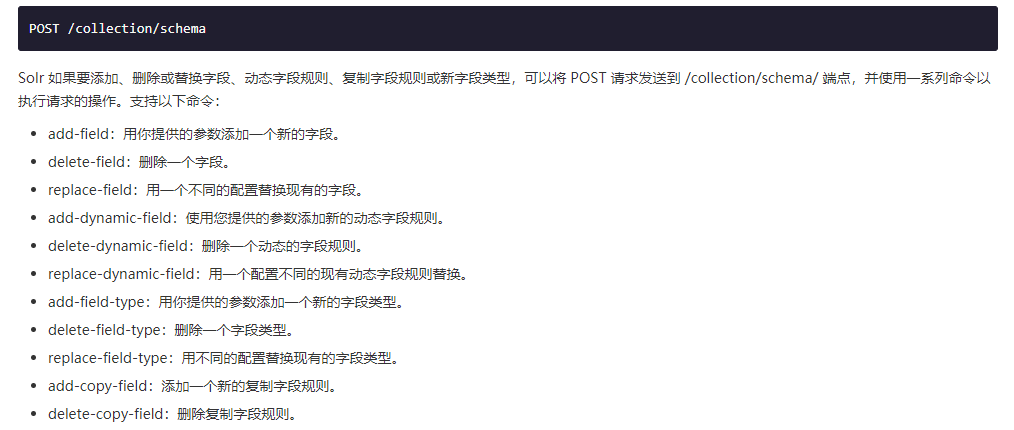 POST /collection/schema
Solr 如果要添加、删除或替换字段、动态字段规则、复制字段规则或新字段类型，可以将 POST 请求发送到 /collection/schema/ 端点，并使用一系列命令以
执行请求的操作。支持以下命令：
• add-field：用你提供的参数添加一个新的字段。
• delete-field：删除一个字段。
• replace-field：用一个不同的配置替换现有的字段。
• add-dynamic-field：使用您提供的参数添加新的动态字段规则。
• delete-dynamic-field：删除一个动态的字段规则。
• replace-dynamic-field：用一个配置不同的现有动态字段规则替换。
• add-field-type：用你提供的参数添加一个新的字段类型。
• delete-field-type：删除一个字段类型。
• replace-field-type：用不同的配置替换现有的字段类型。
• add-copy-field：添加一个新的复制字段规则。
• delete-copy-field：删除复制字段规则。